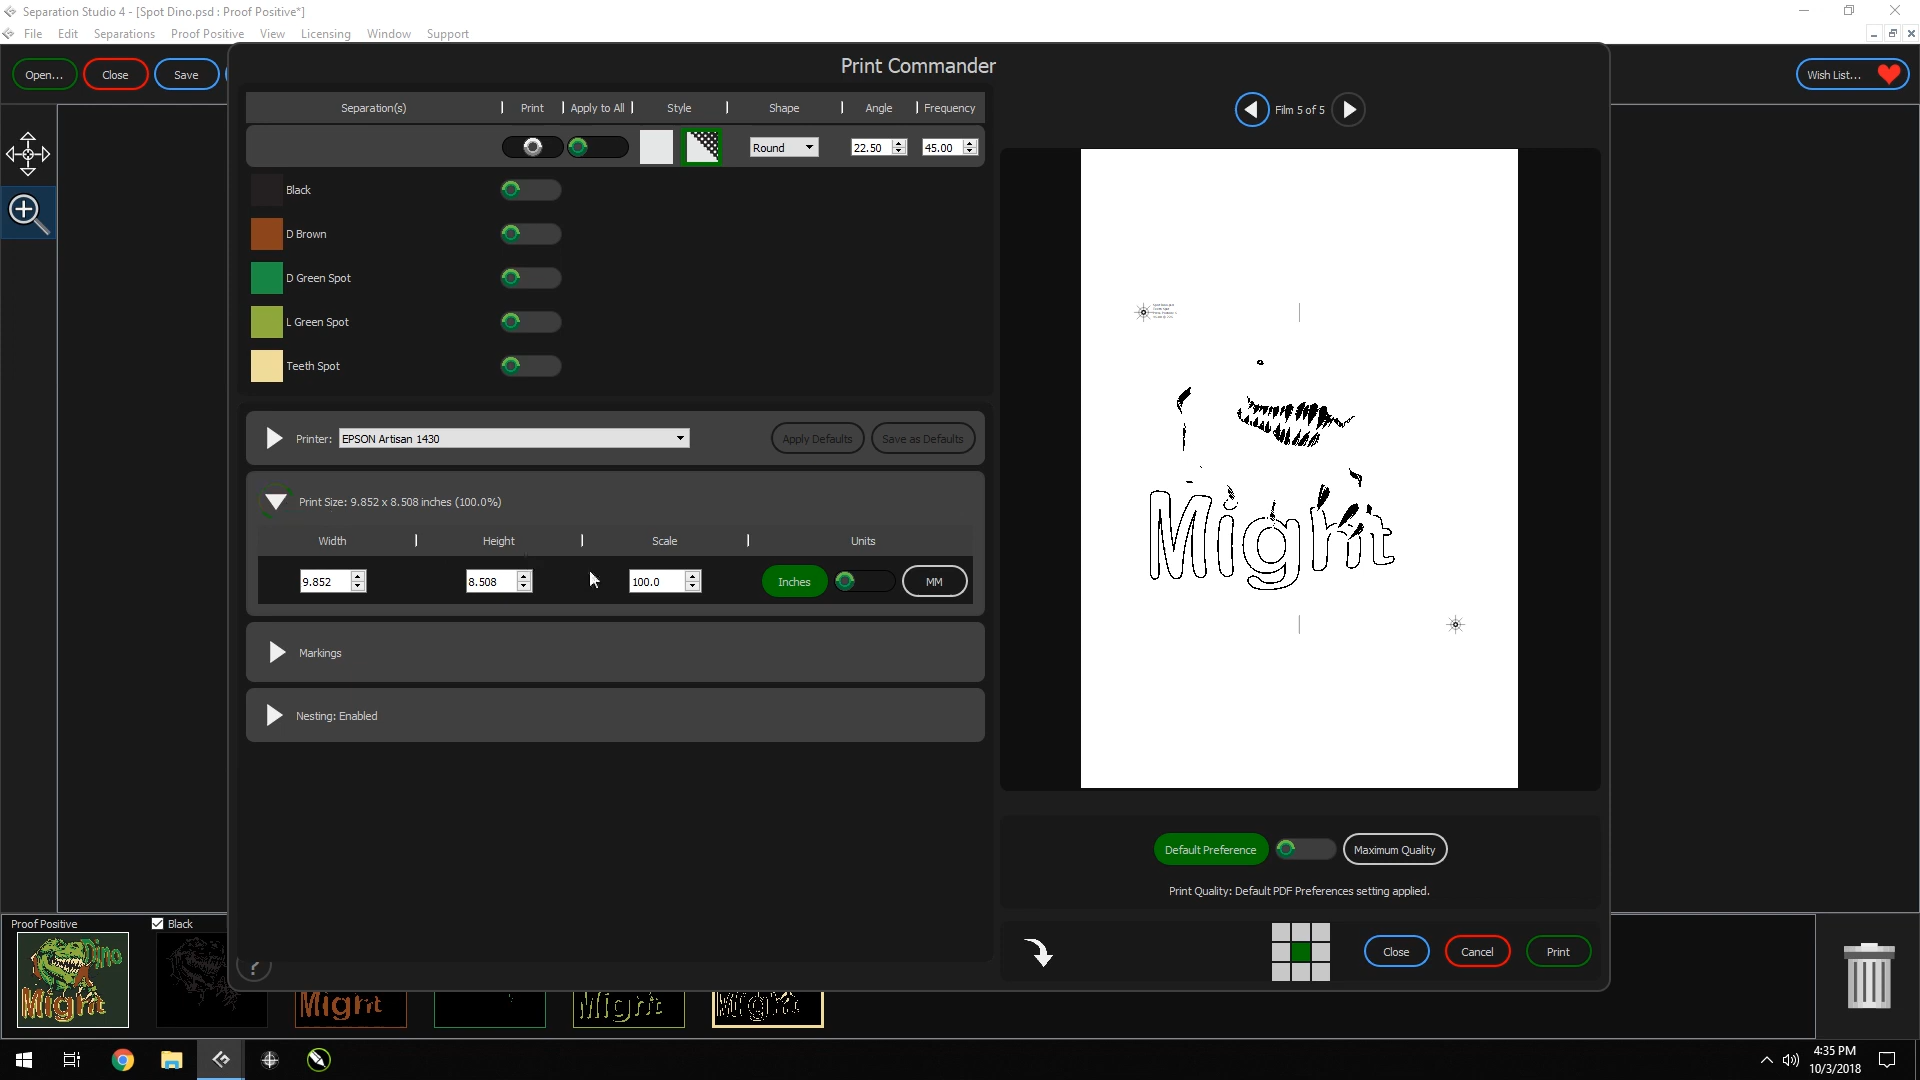 Separation Studio 4 - [Spot Dino.psd : Proof Positive*]
File Edit Separations Proof Positive View Licensing Window Support
Open... Close Save
Wish List...
Print Commander
Separation(s) Print Apply to All Style Shape Angle Frequency
Round 22.50 45.00
Black
D Brown
D Green Spot
L Green Spot
Teeth Spot
Printer: EPSON Artisan 1430 Apply Defaults Save as Defaults
Print Size: 9.852 x 8.508 inches (100.0%)
Width Height Scale Units
9.852 8.508 100.0 Inches MM
Markings
Nesting: Enabled
Film 5 of 5
Might
Default Preference Maximum Quality
Print Quality: Default PDF Preferences setting applied.
Close Cancel Print
?
Proof Positive Black
Dino
Might
Might
Might
Might
4:35 PM
10/3/2018